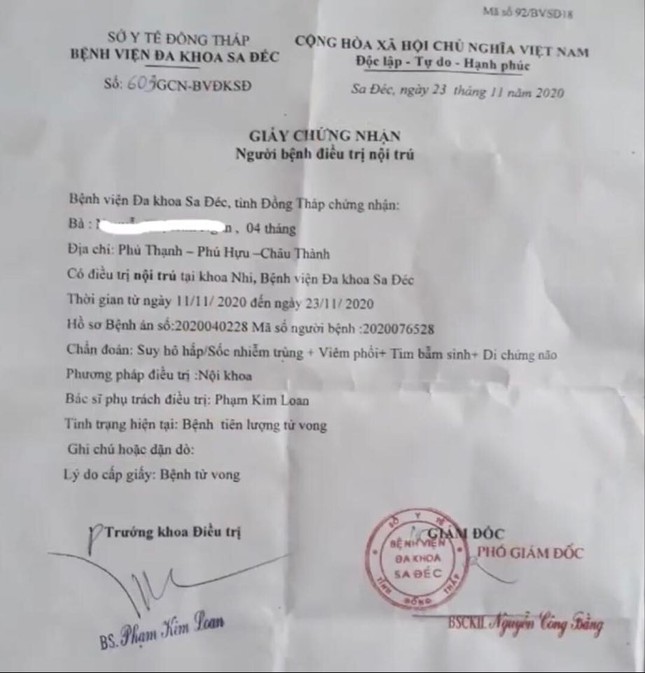 Mã số 92/BVSD18
SỞ Y TẾ ĐỒNG THÁP
BỆNH VIỆN ĐA KHOA SA ĐÉC
Số: 609GCN-BVĐKSĐ
CỘNG HÒA XÃ HỘI CHỦ NGHĨA VIỆT NAM
Độc lập - Tự do - Hạnh phúc
Sa Đéc, ngày 23 tháng 11 năm 2020
GIẤY CHỨNG NHẬN
Người bệnh điều trị nội trú
Bệnh viện Đa khoa Sa Đéc, tỉnh Đồng Tháp chứng nhận:
Bà : , 04 tháng
Địa chỉ: Phú Thạnh – Phú Hựu –Châu Thành
Có điều trị nội trú tại khoa Nhi, Bệnh viện Đa khoa Sa Đéc
Thời gian từ ngày 11/11/ 2020 đến ngày 23/11/ 2020
Hồ sơ Bệnh án số:2020040228 Mã số người bệnh :2020076528
Chẩn đoán: Suy hô hấp/Sốc nhiễm trùng + Viêm phổi+ Tim bẩm sinh+ Di chứng não
Phương pháp điều trị :Nội khoa
Bác sĩ phụ trách điều trị: Phạm Kim Loan
Tình trạng hiện tại: Bệnh tiên lượng tử vong
Ghi chú hoặc dặn dò:
Lý do cấp giấy: Bệnh tử vong
Trưởng khoa Điều trị
BS. Phạm Kim Loan
GIÁM ĐỐC
PHÓ GIÁM ĐỐC
SỞ Y TẾ
BỆNH VIỆN
ĐA KHOA
SA ĐÉC
TỈNH ĐỒNG THÁP
BSCKII. Nguyễn Công Bằng